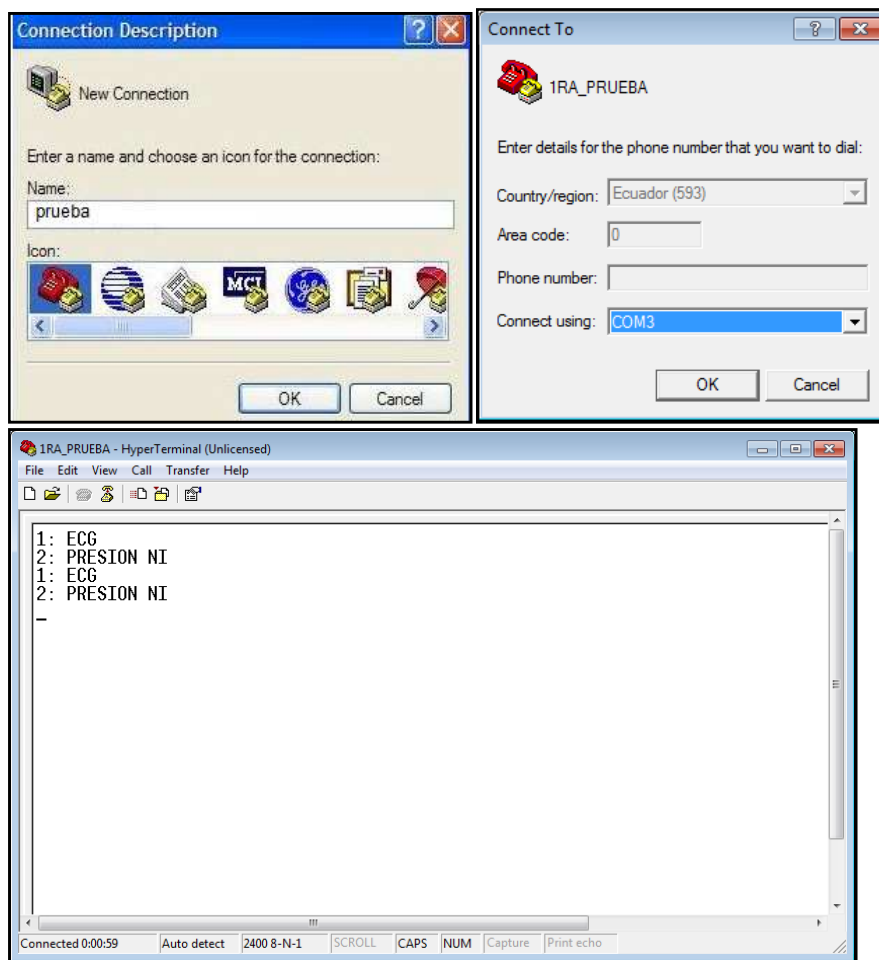 Connection Description
New Connection
Enter a name and choose an icon for the connection:
Name:
prueba
Icon:
MCI
OK Cancel
Connect To
1RA_PRUEBA
Enter details for the phone number that you want to dial:
Country/region: Ecuador (593)
Area code: 0
Phone number:
Connect using: COM3
OK Cancel
1RA_PRUEBA - HyperTerminal (Unlicensed)
File Edit View Call Transfer Help
1: ECG
2: PRESION NI
1: ECG
2: PRESION NI
Connected 0:00:59 Auto detect 2400 8-N-1 SCROLL CAPS NUM Capture Print echo